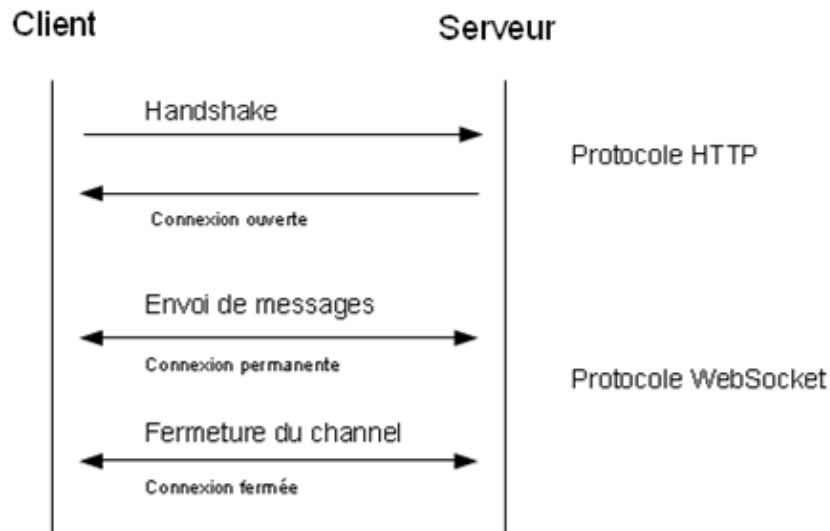 Client
Serveur
Handshake
Protocole HTTP
Connexion ouverte
Envoi de messages
Connexion permanente
Protocole WebSocket
Fermeture du channel
Connexion fermée